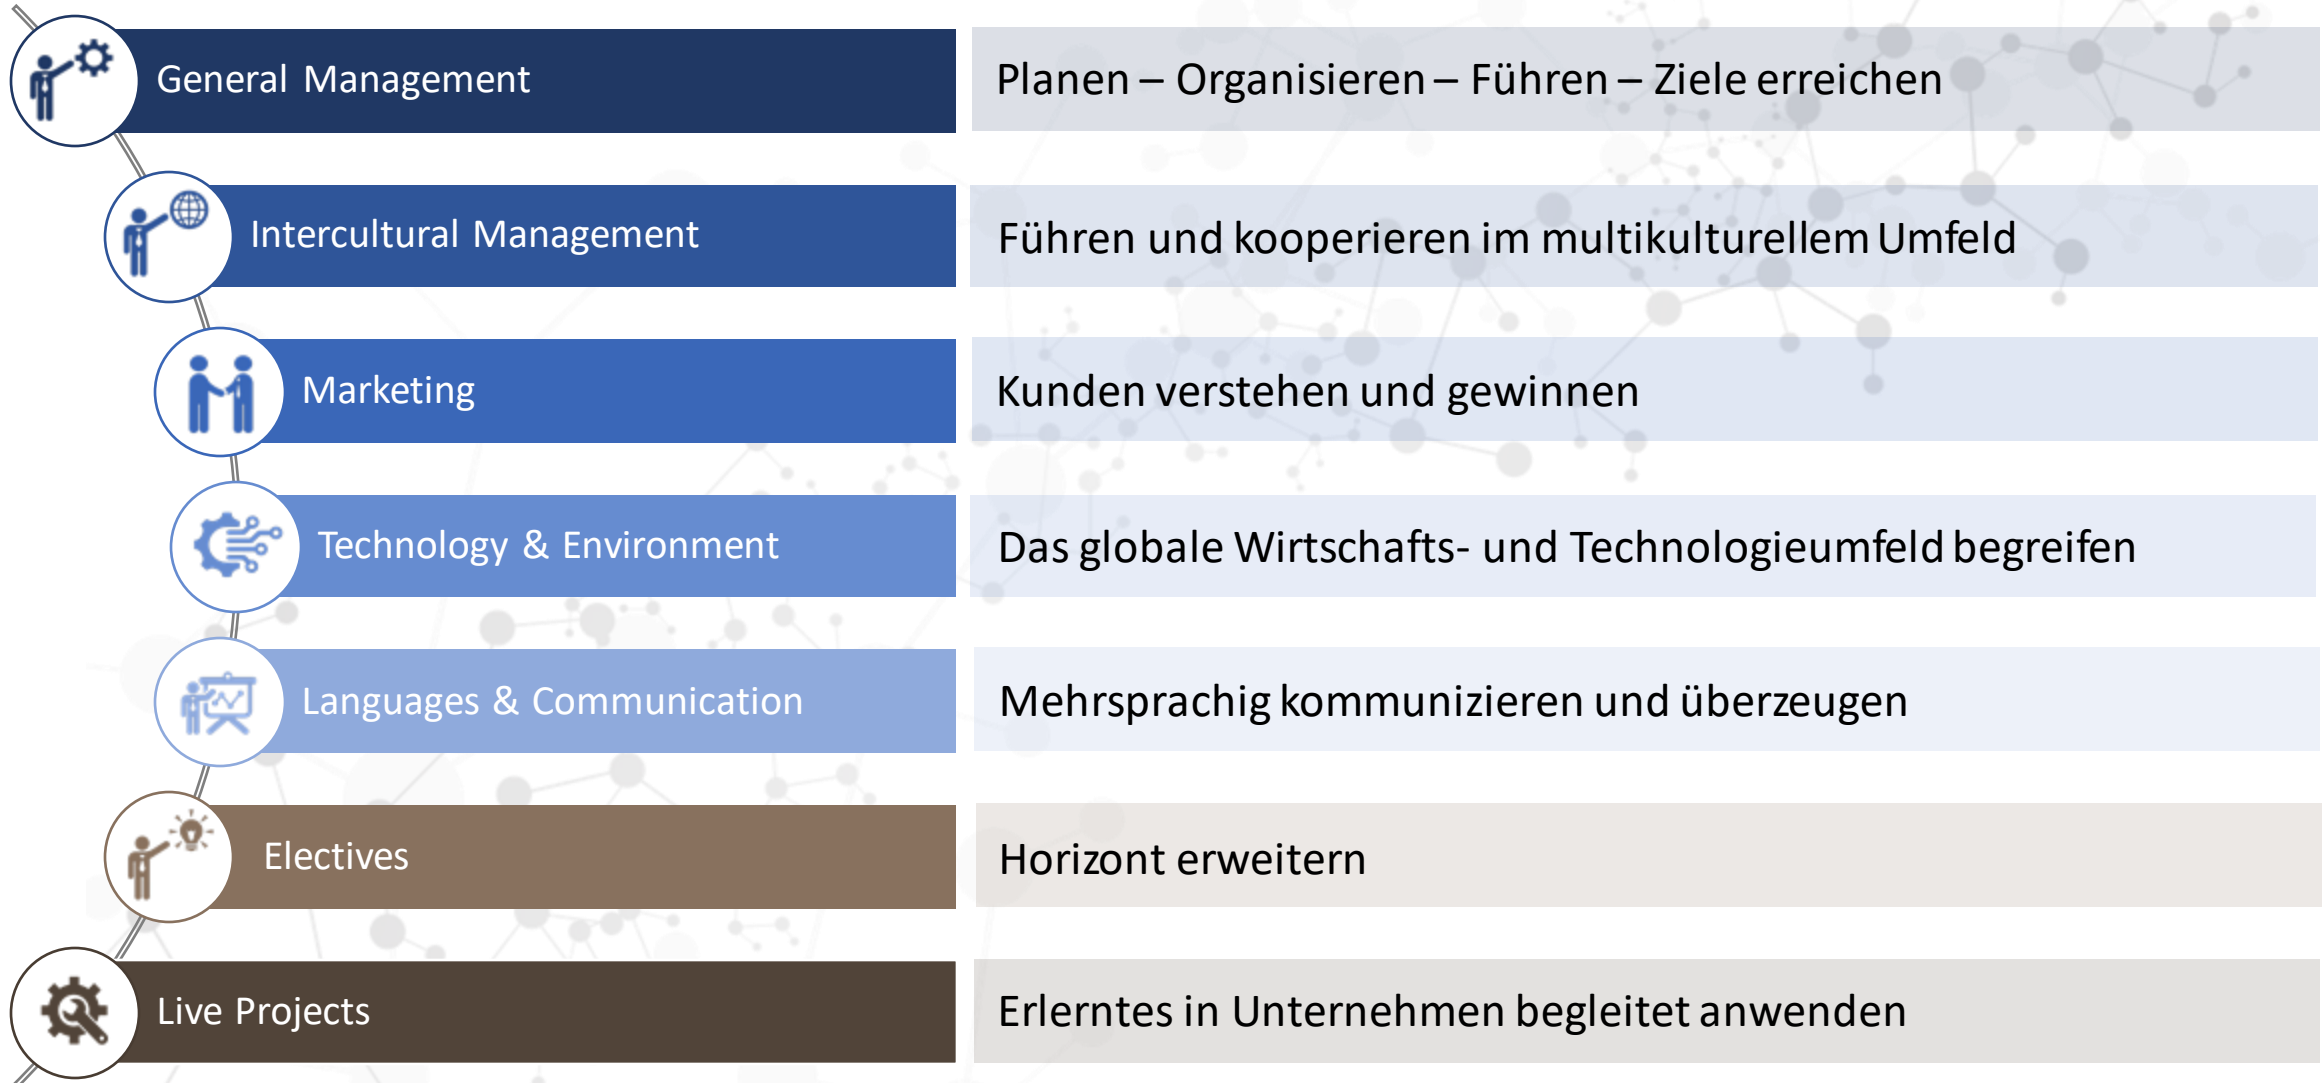 General Management
Planen – Organisieren – Führen – Ziele erreichen
Intercultural Management
Führen und kooperieren im multikulturellem Umfeld
Marketing
Kunden verstehen und gewinnen
Technology & Environment
Das globale Wirtschafts- und Technologieumfeld begreifen
Languages & Communication
Mehrsprachig kommunizieren und überzeugen
Electives
Horizont erweitern
Live Projects
Erlerntes in Unternehmen begleitet anwenden